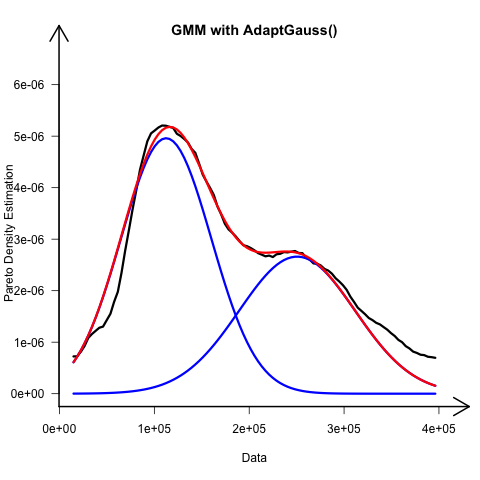 GMM with AdaptGauss()
Pareto Density Estimation
6e-06
5e-06
4e-06
3e-06
2e-06
1e-06
0e+00
0e+00 1e+05 2e+05 3e+05 4e+05
Data